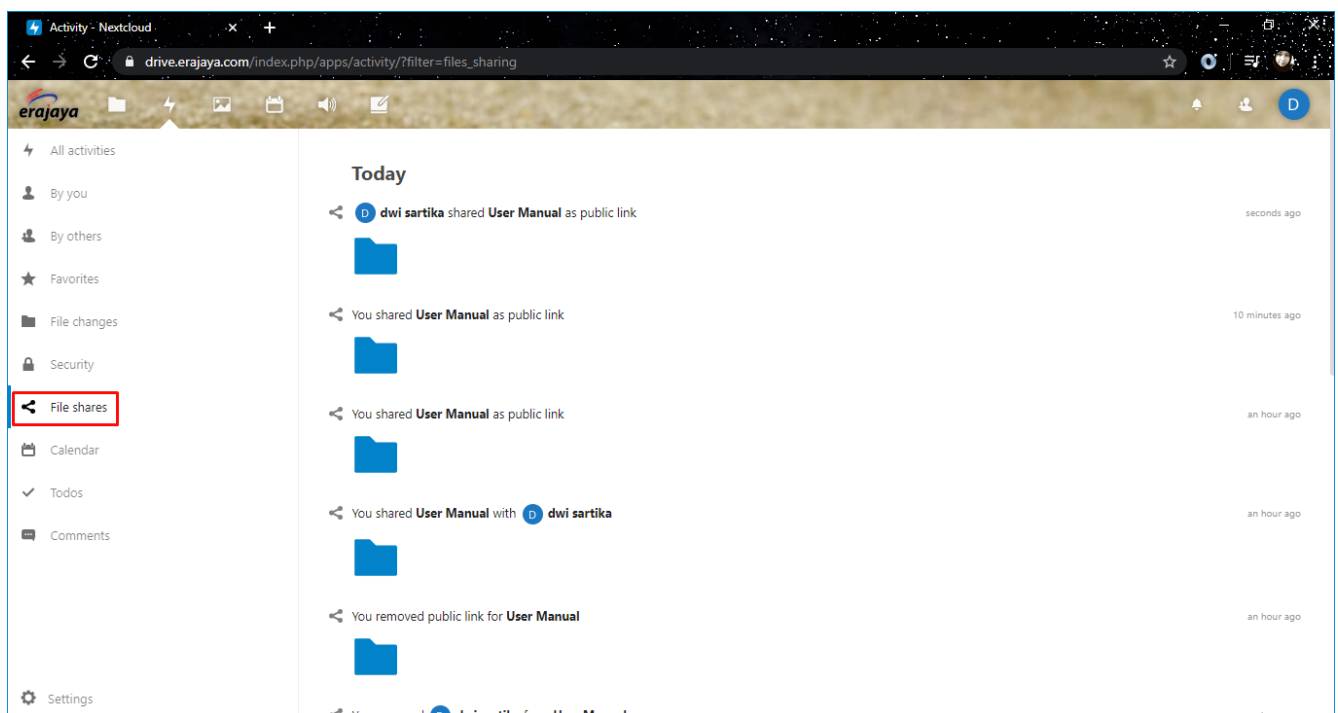 Activity - Nextcloud
drive.erajaya.com/index.php/apps/activity/?filter=files_sharing
erajaya
D
All activities
By you
By others
Favorites
File changes
Security
File shares
Calendar
Todos
Comments
Settings
Today
D dwi sartika shared User Manual as public link seconds ago
You shared User Manual as public link 10 minutes ago
You shared User Manual as public link an hour ago
You shared User Manual with D dwi sartika an hour ago
You removed public link for User Manual an hour ago